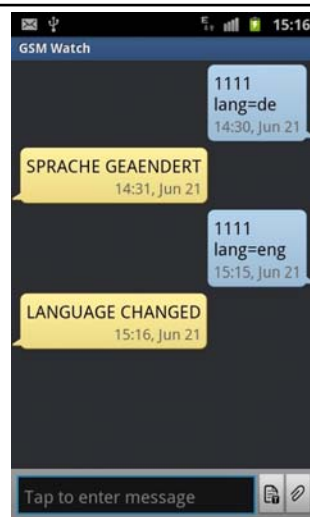 15:16
GSM Watch
1111
lang=de
14:30, Jun 21
SPRACHE GEAENDERT
14:31, Jun 21
1111
lang=eng
15:15, Jun 21
LANGUAGE CHANGED
15:16, Jun 21
Tap to enter message